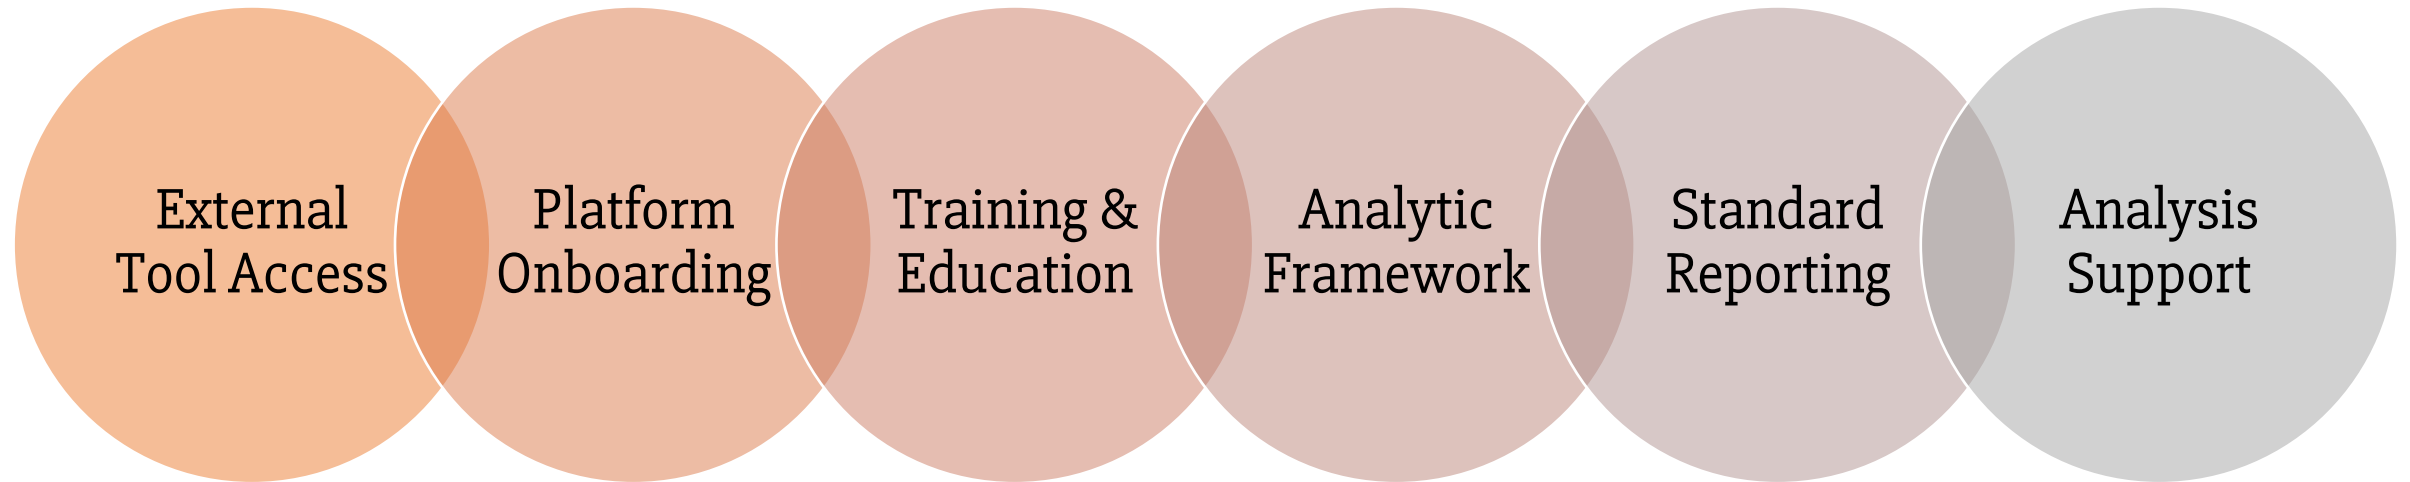 External
Tool Access
Platform
Onboarding
Training &
Education
Analytic
Framework
Standard
Reporting
Analysis
Support